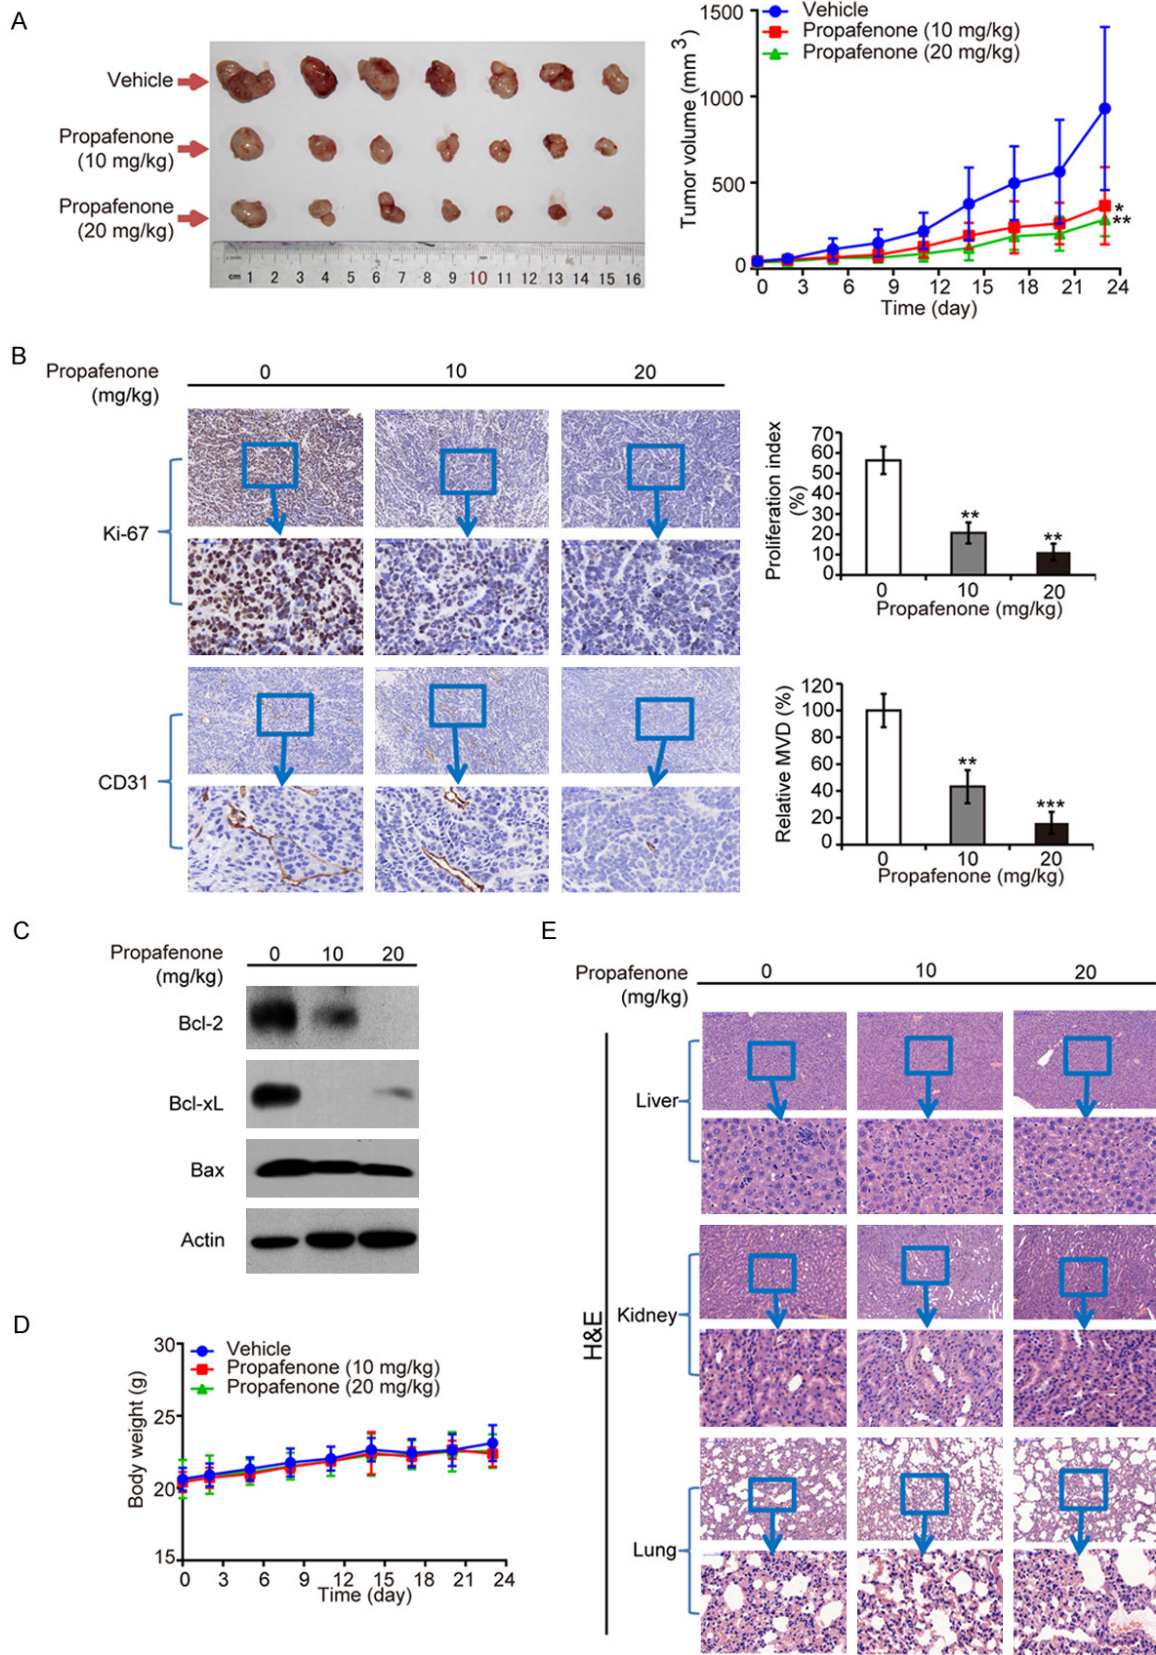 A
Vehicle
Propafenone
(10 mg/kg)
Propafenone
(20 mg/kg)
cm 1 2 3 4 5 6 7 8 9 10 11 12 13 14 15 16
Vehicle
Propafenone (10 mg/kg)
Propafenone (20 mg/kg)
Tumor volume (mm 3)
1500
1000
500
0
*
**
0 3 6 9 12 15 18 21 24
Time (day)
B
Propafenone
(mg/kg)
0 10 20
Ki-67
CD31
Proliferation index
(%)
70
60
50
40
30
20
10
0
**
**
0 10 20
Propafenone (mg/kg)
Relative MVD (%)
120
100
80
60
40
20
0
**
***
0 10 20
Propafenone (mg/kg)
C
Propafenone
(mg/kg)
0 10 20
Bcl-2
Bcl-xL
Bax
Actin
D
Vehicle
Propafenone (10 mg/kg)
Propafenone (20 mg/kg)
Body weight (g)
30
25
20
15
0 3 6 9 12 14 15 18 21 24
Time (day)
E
Propafenone
(mg/kg)
0 10 20
H&E
Liver
Kidney
Lung